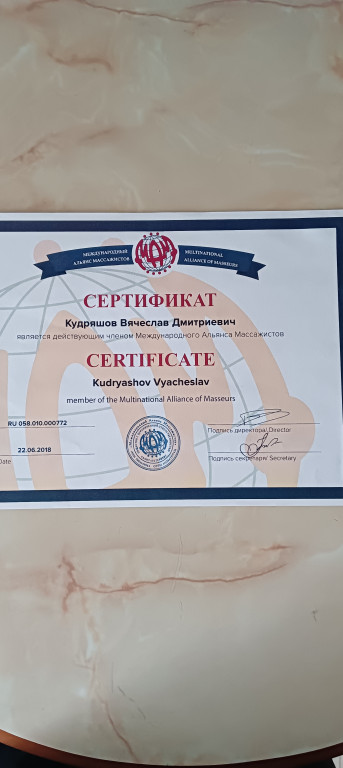 МЕЖДУНАРОДНЫЙ
АЛЬЯНС МАССАЖИСТОВ
МАМ
MULTINATIONAL
ALLIANCE OF MASSEURS
СЕРТИФИКАТ
Кудряшов Вячеслав Дмитриевич
является действующим членом Международного Альянса Массажистов
CERTIFICATE
Kudryashov Vyacheslav
member of the Multinational Alliance of Masseurs
RU 058.010.000772
Подпись директора/ Director
22.06.2018
Date
Подпись секретаря/ Secretary